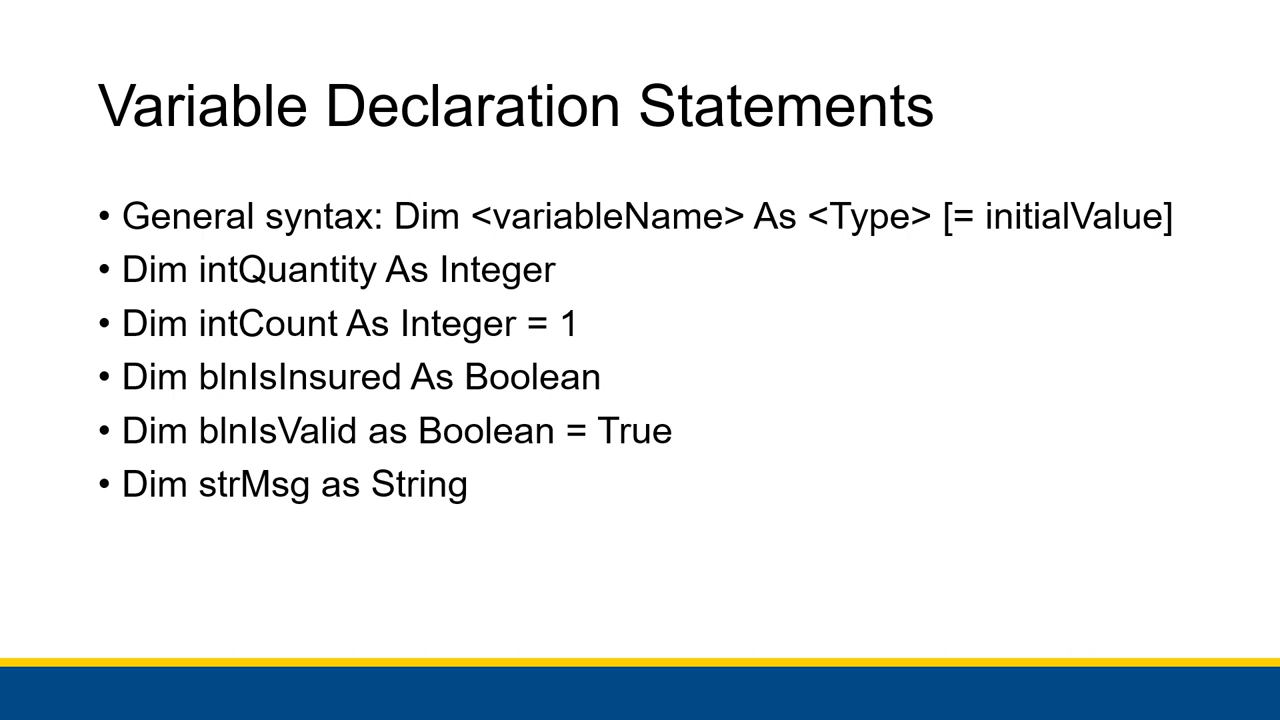 Variable Declaration Statements
• General syntax: Dim <variableName> As <Type> [= initialValue]
• Dim intQuantity As Integer
• Dim intCount As Integer = 1
• Dim blnIsInsured As Boolean
• Dim blnIsValid as Boolean = True
• Dim strMsg as String